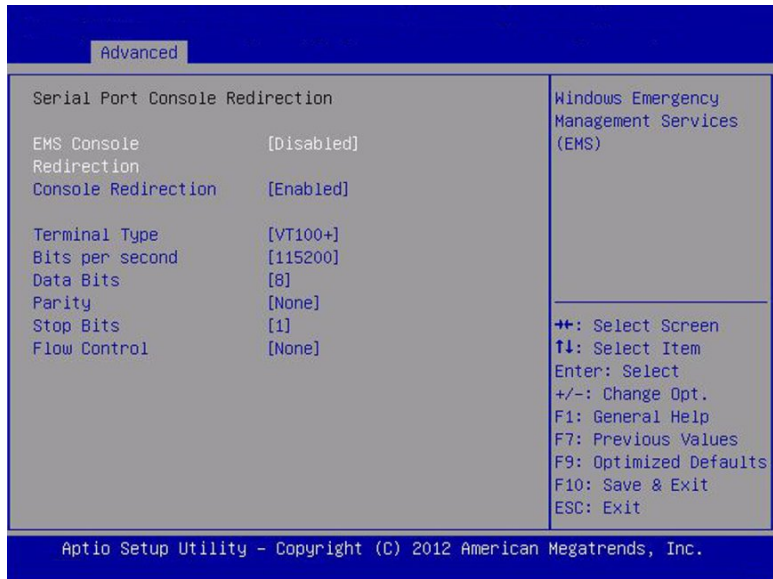 Advanced
Serial Port Console Redirection
EMS Console [Disabled]
Redirection
Console Redirection [Enabled]
Terminal Type [VT100+]
Bits per second [115200]
Data Bits [8]
Parity [None]
Stop Bits [1]
Flow Control [None]
Windows Emergency
Management Services
(EMS)
→←: Select Screen
↑↓: Select Item
Enter: Select
+/-: Change Opt.
F1: General Help
F7: Previous Values
F9: Optimized Defaults
F10: Save & Exit
ESC: Exit
Aptio Setup Utility - Copyright (C) 2012 American Megatrends, Inc.